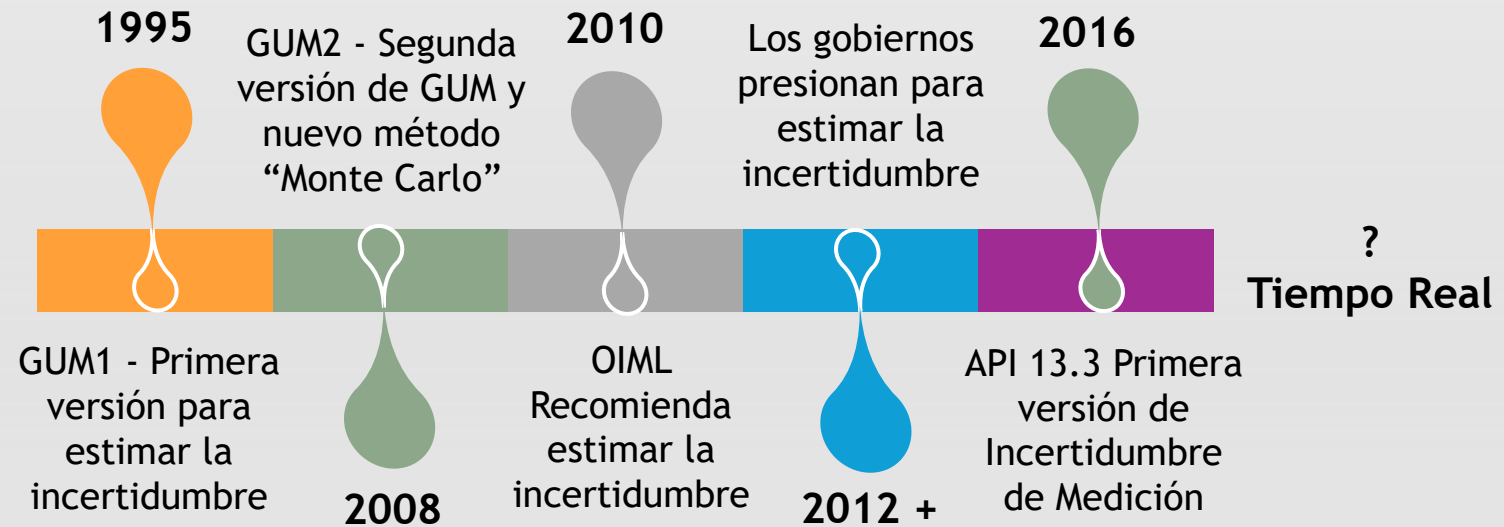 1995
GUM1 - Primera
versión para
estimar la
incertidumbre
GUM2 - Segunda
versión de GUM y
nuevo método
“Monte Carlo”
2008
2010
OIML
Recomienda
estimar la
incertidumbre
Los gobiernos
presionan para
estimar la
incertidumbre
2012 +
2016
API 13.3 Primera
versión de
Incertidumbre
de Medición
?
Tiempo Real